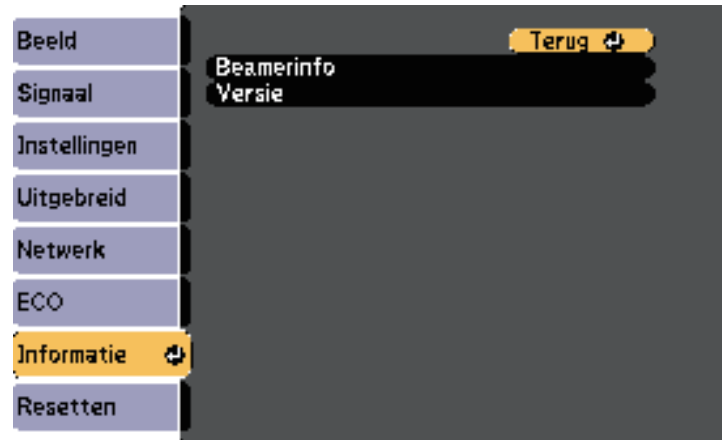 Beeld
Signaal
Instellingen
Uitgebreid
Netwerk
ECO
Informatie
Resetten
Terug
Beamerinfo
Versie